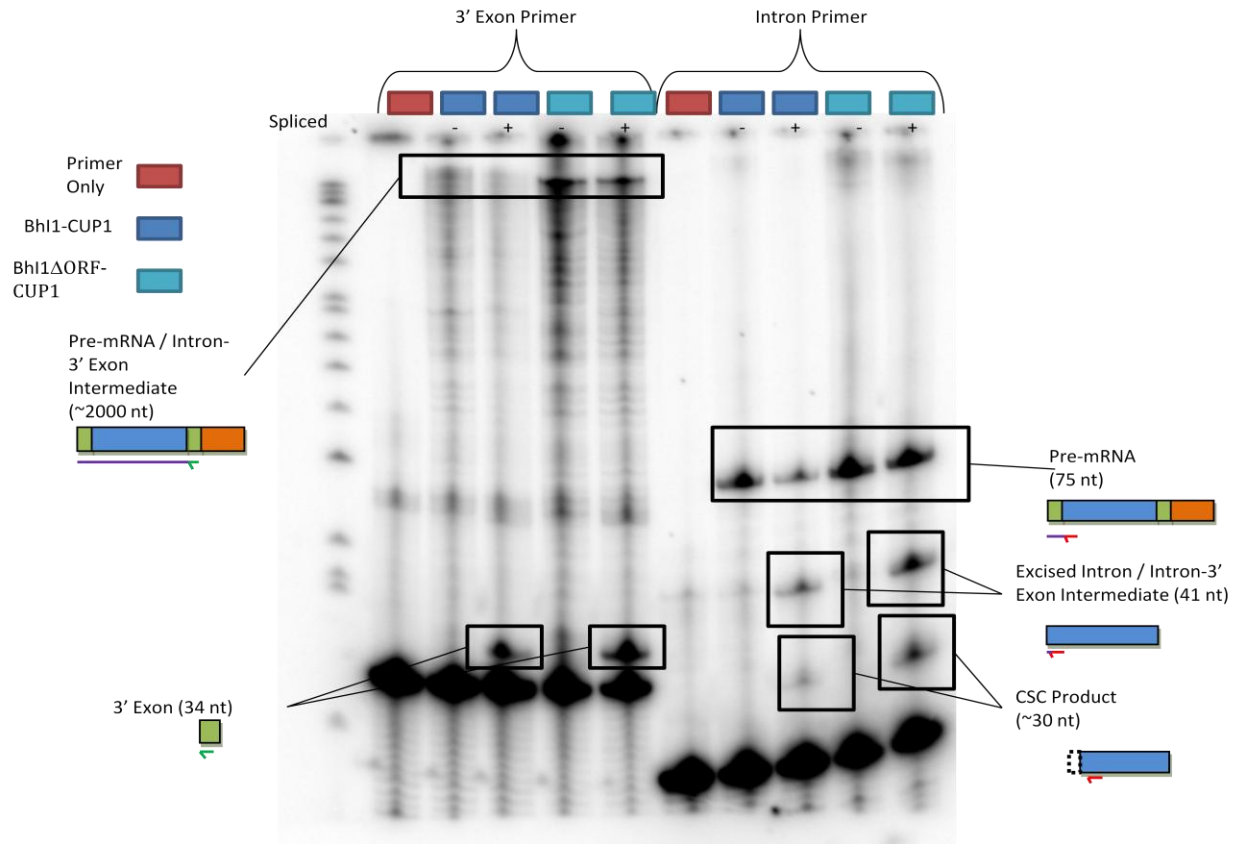 3’ Exon Primer
Intron Primer
Spliced
- + - + - + - +
Primer
Only
BhI1-CUP1
BhI1ΔORF-
CUP1
Pre-mRNA / Intron-
3’ Exon
Intermediate
(~2000 nt)
3’ Exon (34 nt)
Pre-mRNA
(75 nt)
Excised Intron / Intron-3’
Exon Intermediate (41 nt)
CSC Product
(~30 nt)